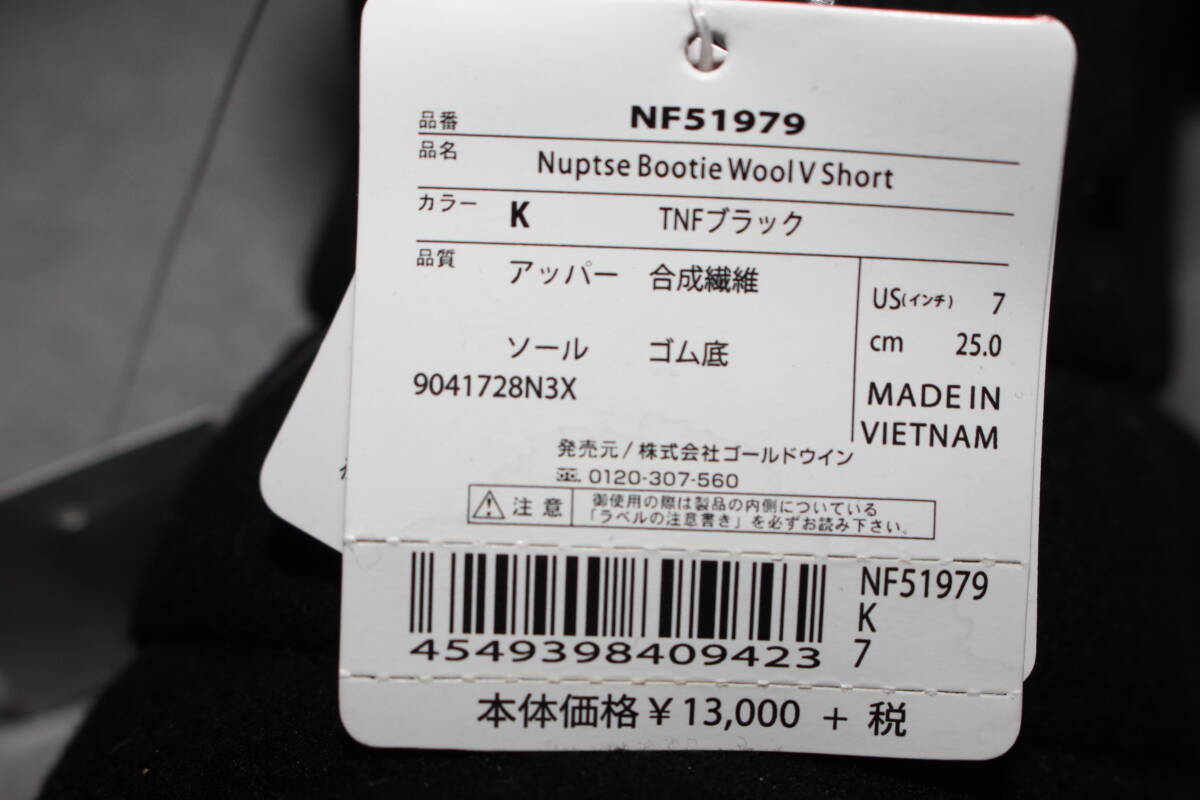 品番 NF51979
品名 Nuptse Bootie Wool V Short
カラー K TNFブラック
品質 アッパー 合成繊維
ソール ゴム底
9041728N3X
US(インチ) 7
cm 25.0
MADE IN
VIETNAM
発売元/株式会社ゴールドウイン
0120-307-560
注意 御使用の際は製品の内側についている
「ラベルの注意書き」を必ずお読み下さい。
4549398409423
NF51979
K
7
本体価格¥13,000 + 税